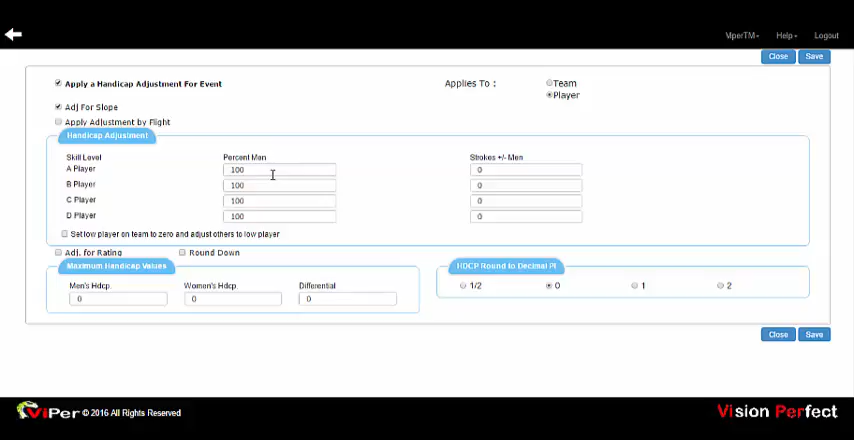 ViperTM Help Logout
Close Save
Apply a Handicap Adjustment For Event
Applies To :
Team
Player
Adj For Slope
Apply Adjustment by Flight
Handicap Adjustment
Skill Level Percent Men Strokes +/- Men
A Player 100 0
B Player 100 0
C Player 100 0
D Player 100 0
Set low player on team to zero and adjust others to low player
Adj. for Rating Round Down
Maximum Handicap Values
HDCP Round to Decimal Pl
Men's Hdcp. Women's Hdcp. Differential
1/2 0 1 2
0 0 0
Close Save
ViPer © 2016 All Rights Reserved
Vision Perfect